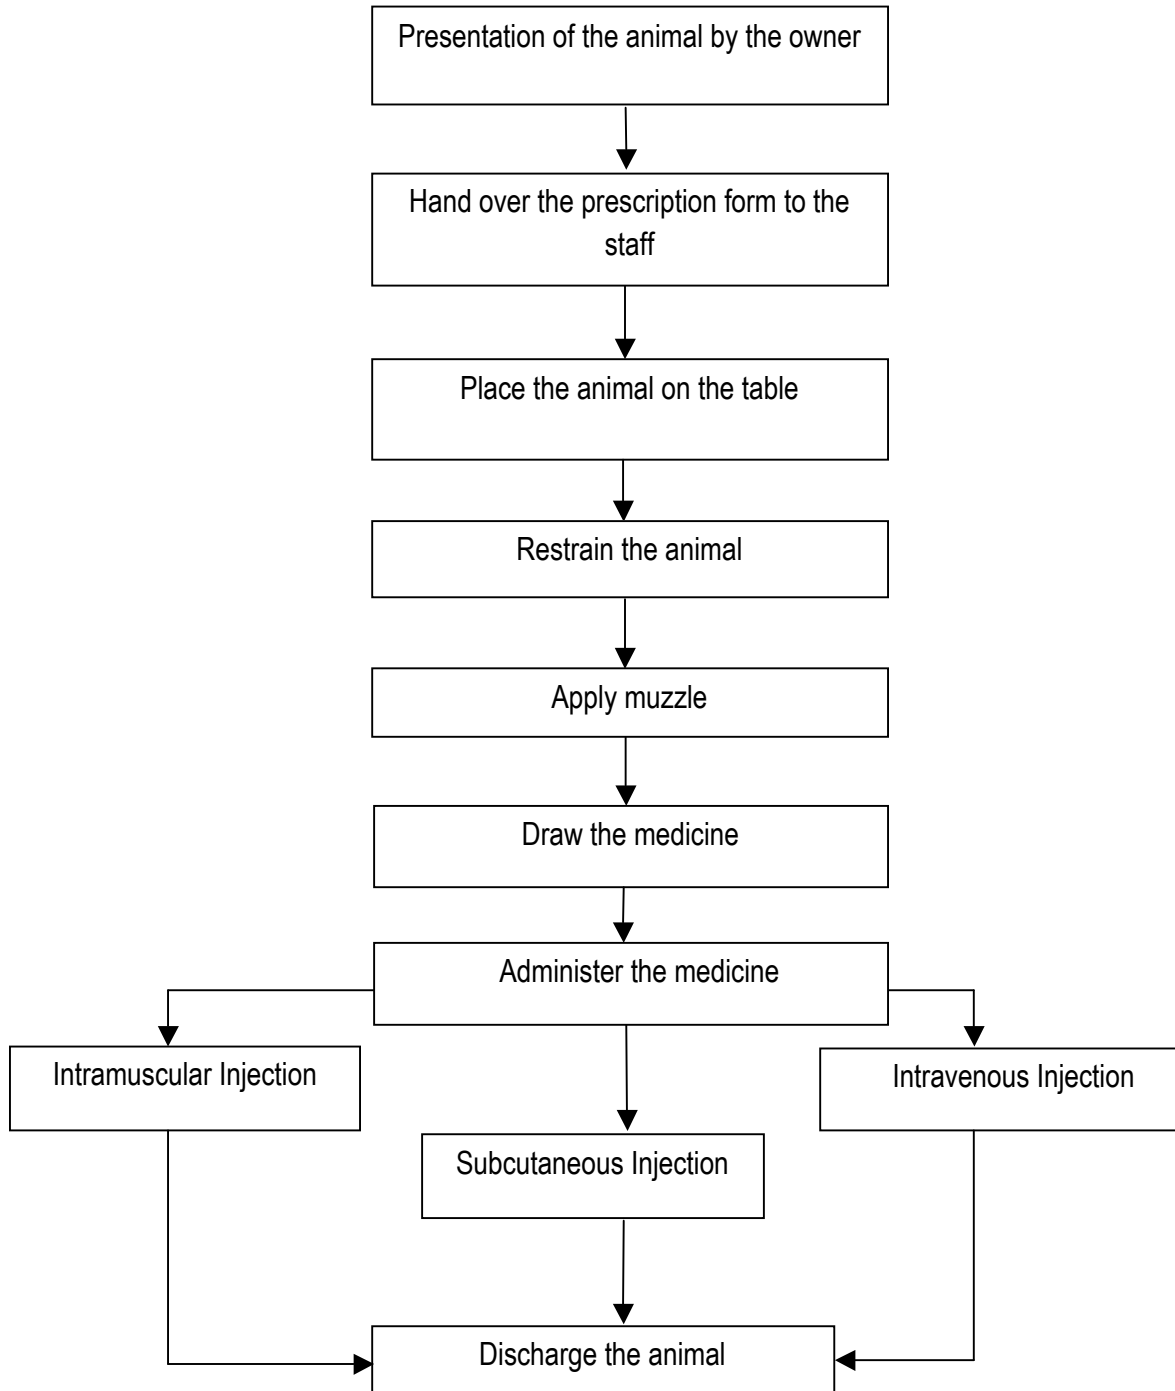 Presentation of the animal by the owner
Hand over the prescription form to the
staff
Place the animal on the table
Restrain the animal
Apply muzzle
Draw the medicine
Administer the medicine
Intramuscular Injection
Intravenous Injection
Subcutaneous Injection
Discharge the animal